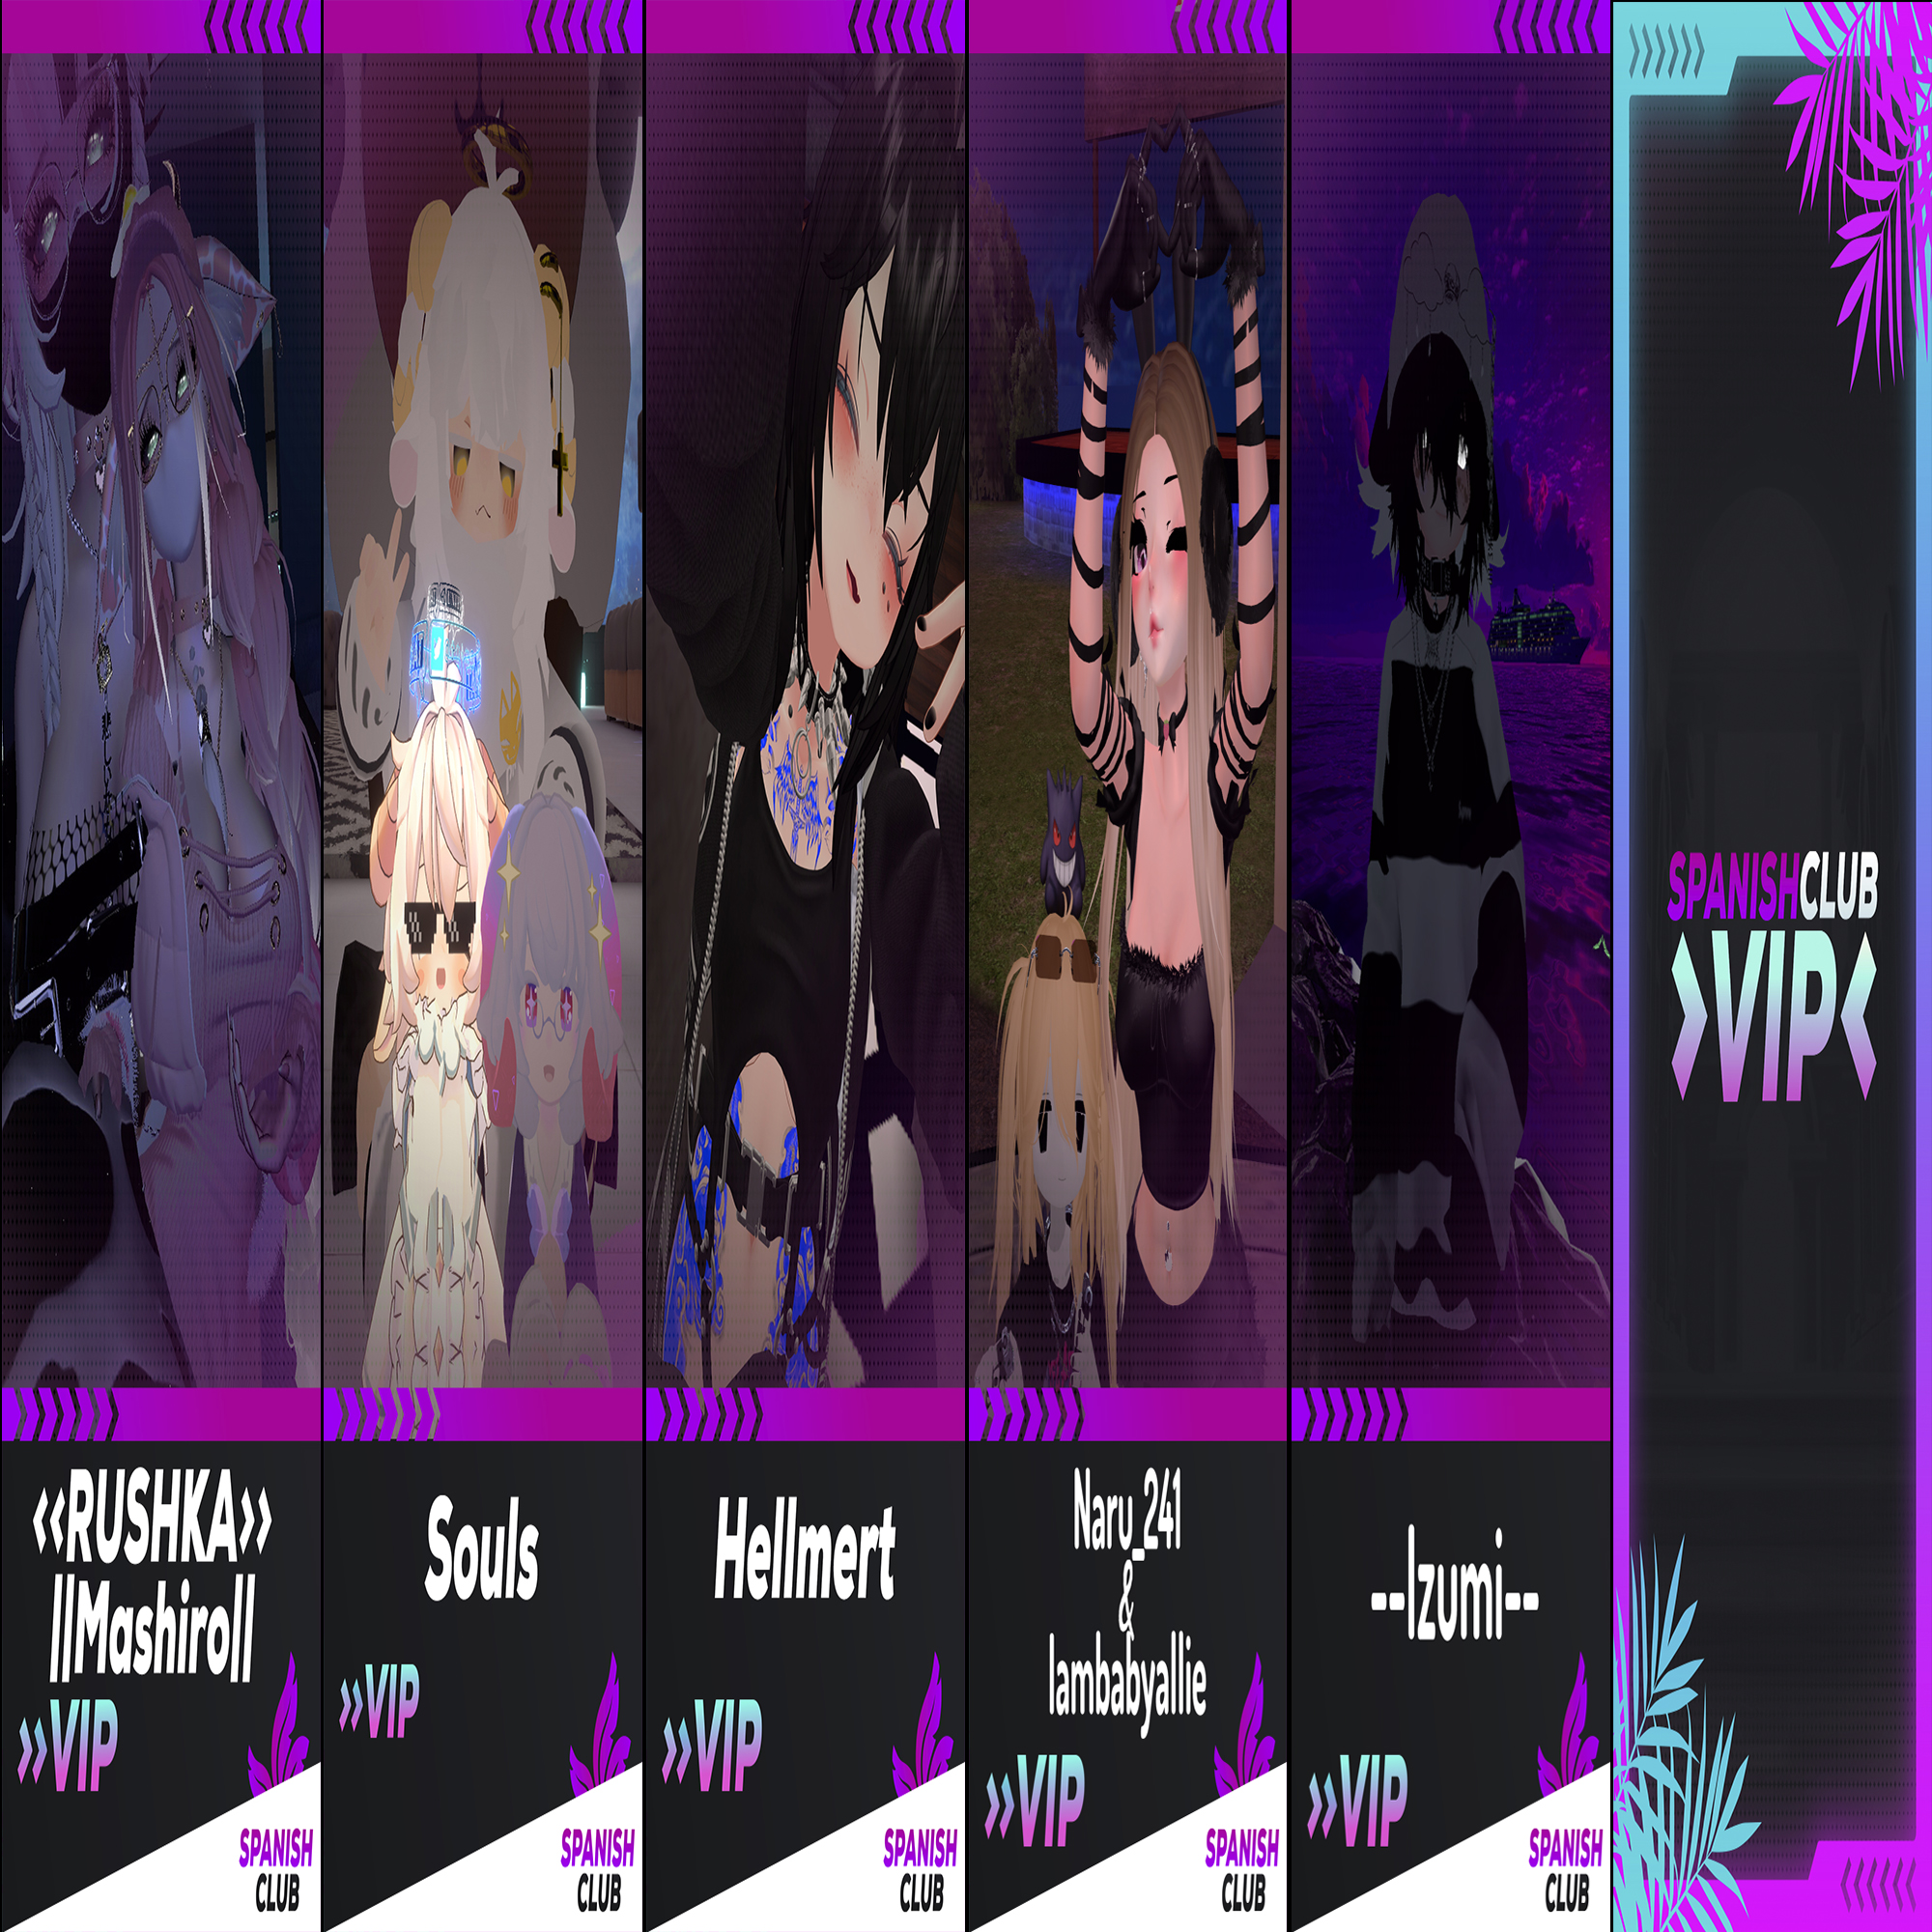 ‹‹RUSHKA››
||Mashiro||
››VIP
SPANISH
CLUB
Souls
››VIP
SPANISH
CLUB
Hellmert
››VIP
SPANISH
CLUB
Naru_241
&
Iambabyallie
››VIP
SPANISH
CLUB
--Izumi--
››VIP
SPANISH
CLUB
SPANISHCLUB
›VIP‹